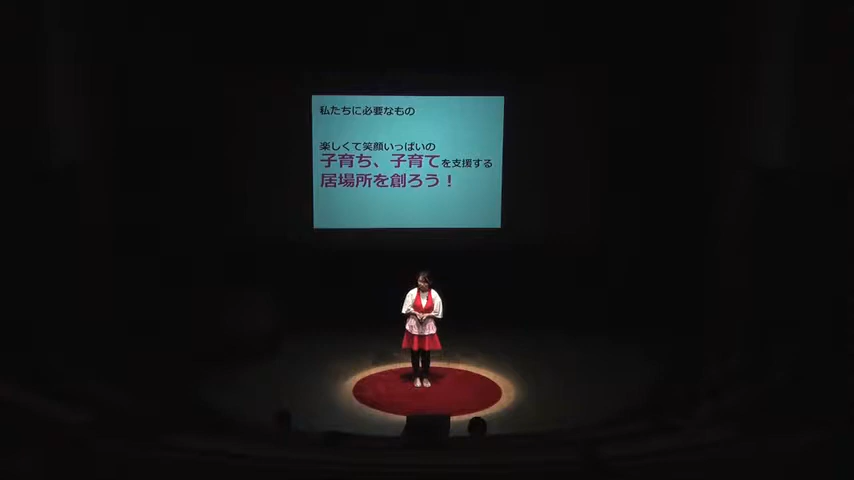 私たちに必要なもの
楽しくて笑顔いっぱいの
子育ち、子育てを支援する
居場所を創ろう！